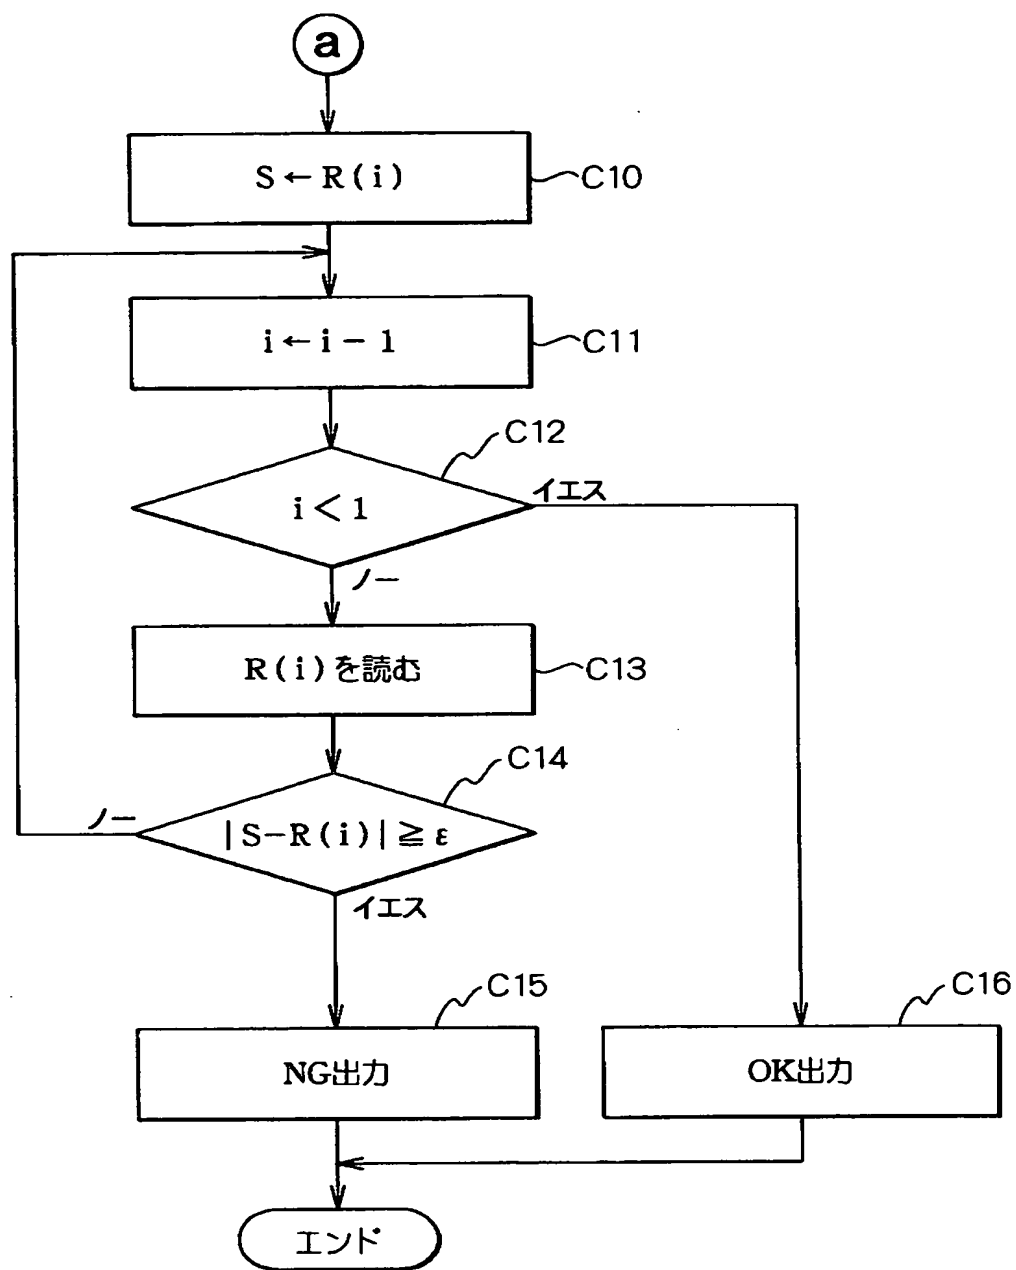 a
S←R(i)
C10
i←i－1
C11
C12
i＜1
イエス
ノー
R(i)を読む
C13
C14
ノー
|S−R(i)|≧ε
イエス
C15
C16
NG出力
OK出力
エンド